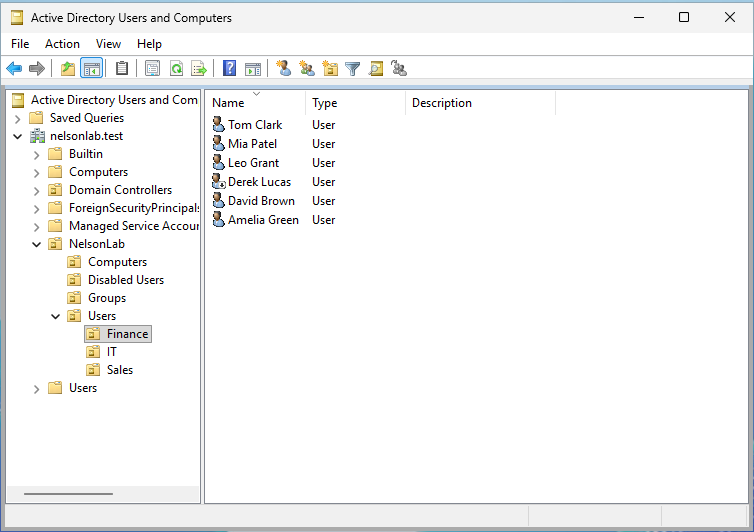 Active Directory Users and Computers
File Action View Help
Active Directory Users and Com
Saved Queries
nelsonlab.test
Builtin
Computers
Domain Controllers
ForeignSecurityPrincipals
Managed Service Accour
NelsonLab
Computers
Disabled Users
Groups
Users
Finance
IT
Sales
Users
Name Type Description
Tom Clark User
Mia Patel User
Leo Grant User
Derek Lucas User
David Brown User
Amelia Green User